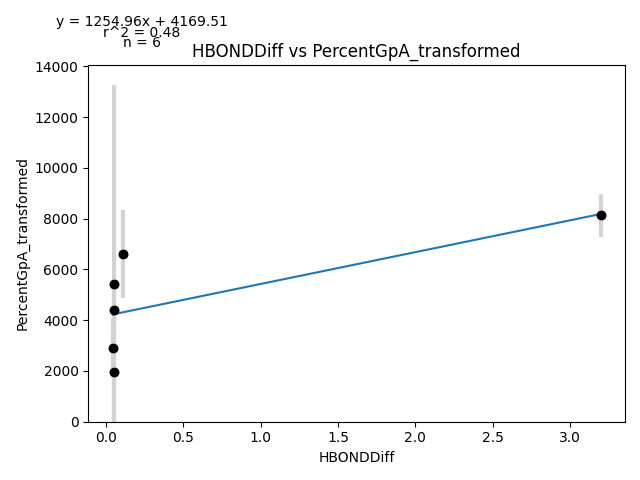 y = 1254.96x + 4169.51
r^2 = 0.48
n = 6
HBONDDiff vs PercentGpA_transformed
14000
12000
10000
8000
6000
4000
2000
0
PercentGpA_transformed
0.0 0.5 1.0 1.5 2.0 2.5 3.0
HBONDDiff